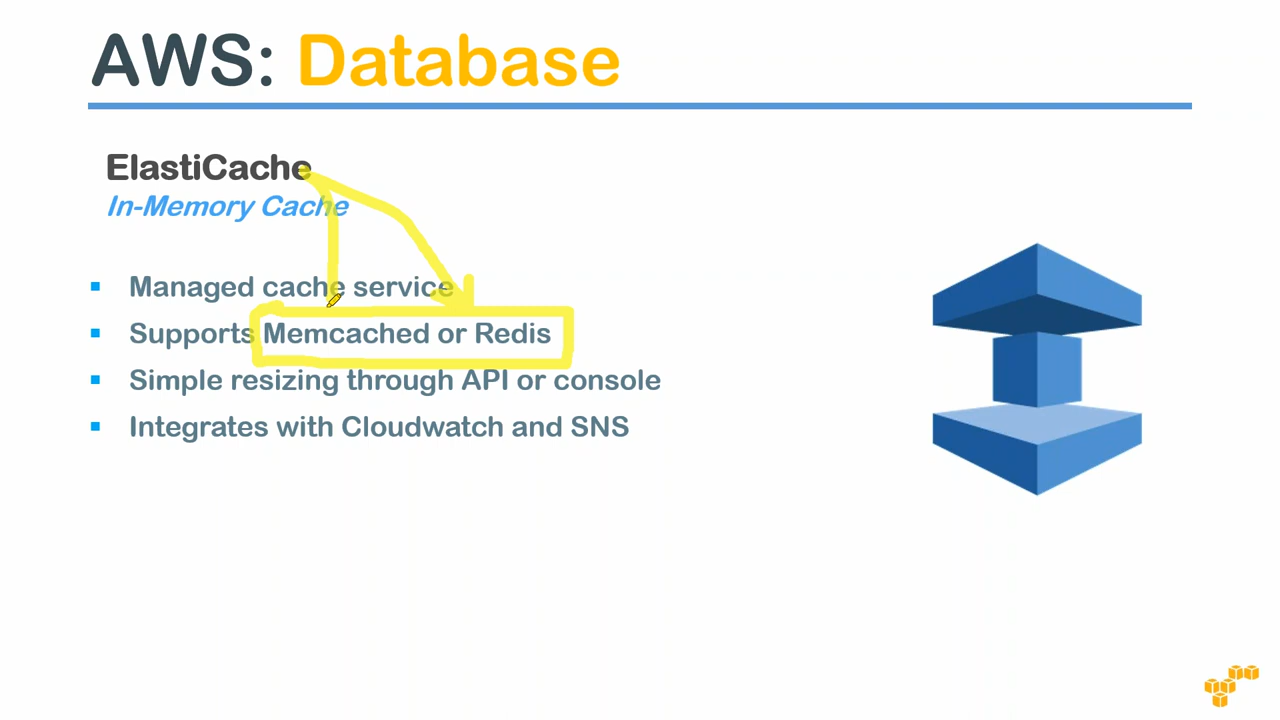 AWS: Database
ElastiCache
In-Memory Cache
Managed cache service
Supports Memcached or Redis
Simple resizing through API or console
Integrates with Cloudwatch and SNS